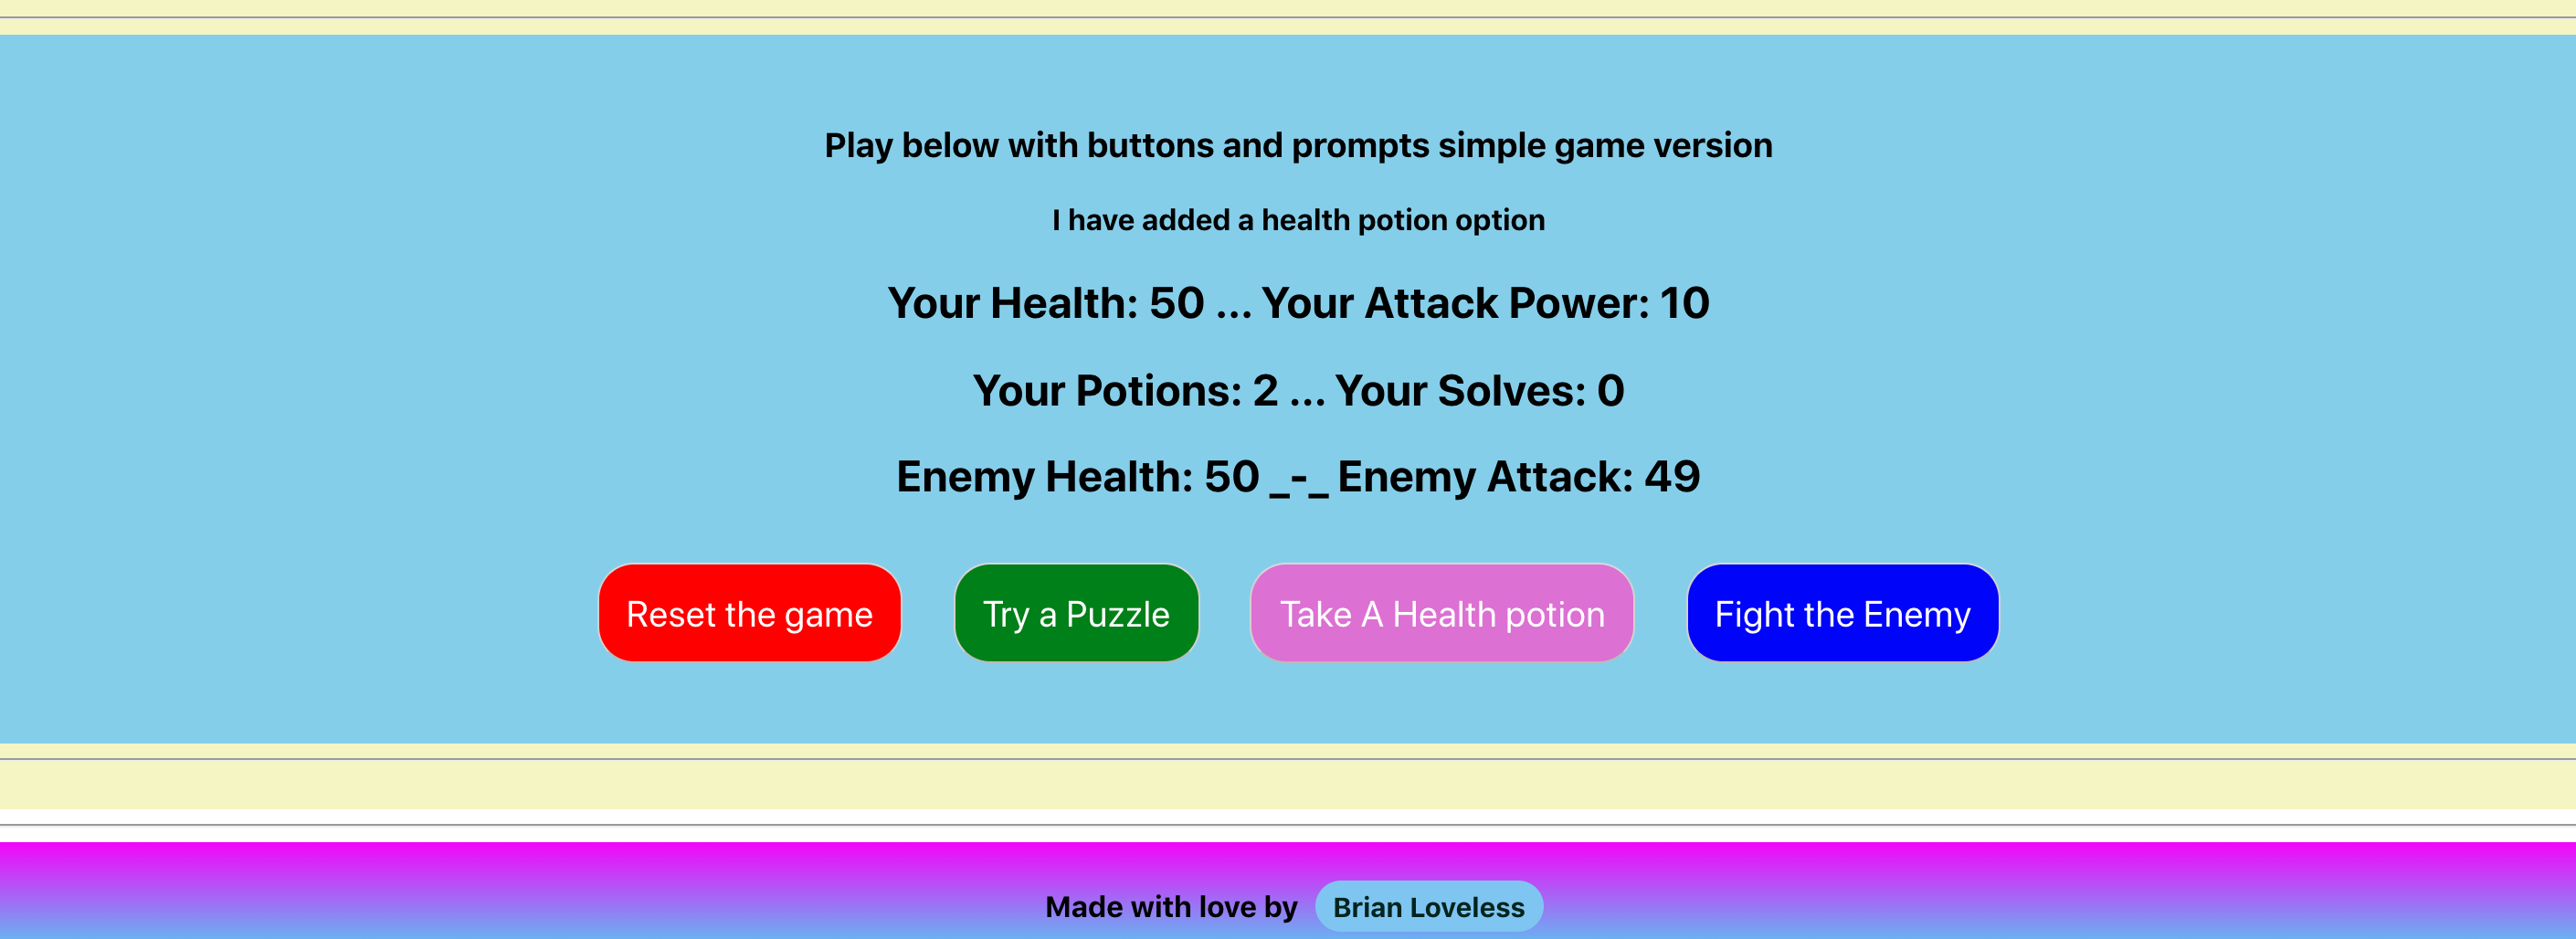 Play below with buttons and prompts simple game version
I have added a health potion option
Your Health: 50 ... Your Attack Power: 10
Your Potions: 2 ... Your Solves: 0
Enemy Health: 50 _-_ Enemy Attack: 49
Reset the game Try a Puzzle Take A Health potion Fight the Enemy
Made with love by Brian Loveless